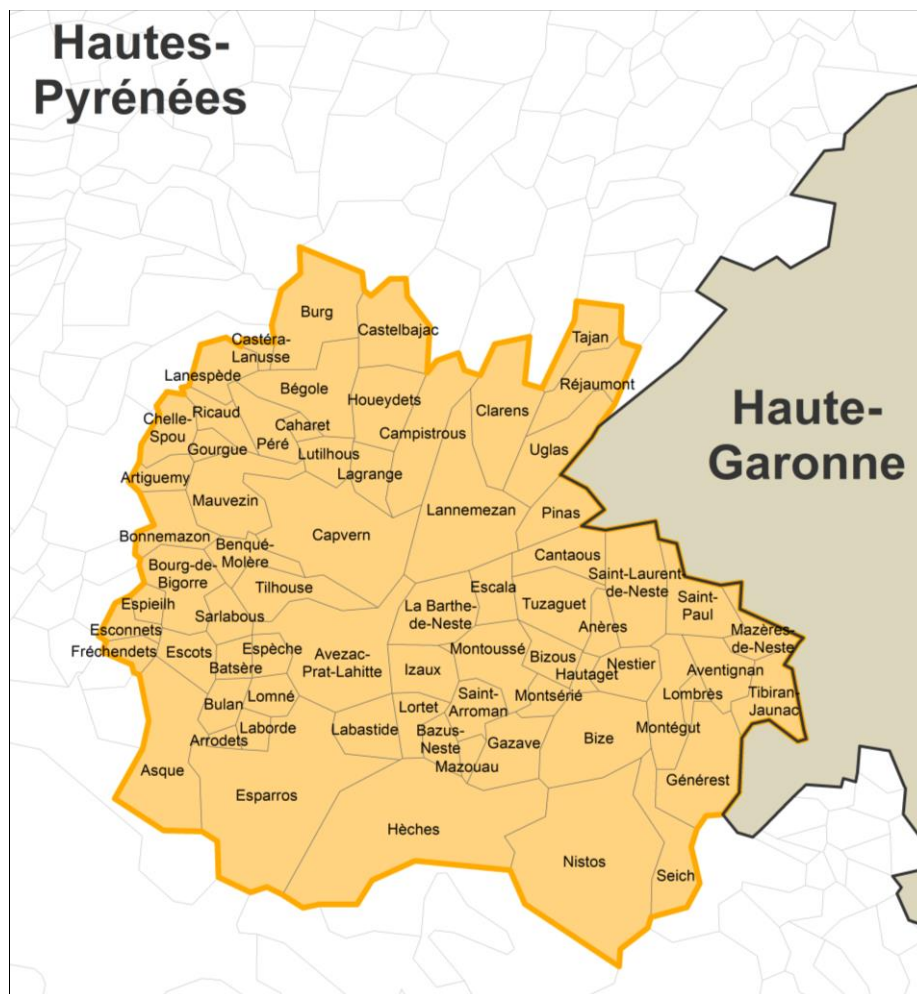 Hautes-
Pyrénées
Burg
Castelbajac
Tajan
Castéra-
Lanusse
Lanespède
Bégole
Réjaumont
Houeydets
Haute-
Garonne
Chelle-
Spou
Ricaud
Caharet
Clarens
Campistrous
Gourgue
Péré
Lutilhous
Uglas
Artiguemy
Lagrange
Mauvezin
Lannemezan
Pinas
Bonnemazon
Capvern
Benqué-
Molère
Cantaous
Bourg-de-
Bigorre
Tilhouse
Escala
Saint-Laurent-
de-Neste
Espieilh
La Barthe-
de-Neste
Tuzaguet
Saint-
Paul
Sarlabous
Anères
Esconnets
Mazères-
de-Neste
Fréchendets
Escots
Espèche
Avezac-
Prat-Lahitte
Montoussé
Batsère
Izaux
Bizous
Nestier
Aventignan
Hautaget
Bulan
Lomné
Saint-
Arroman
Montsérié
Lombrès
Tibiran-
Jaunac
Lortet
Laborde
Labastide
Montégut
Arrodets
Bazus-
Neste
Gazave
Bize
Mazouau
Asque
Générest
Esparros
Hèches
Nistos
Seich